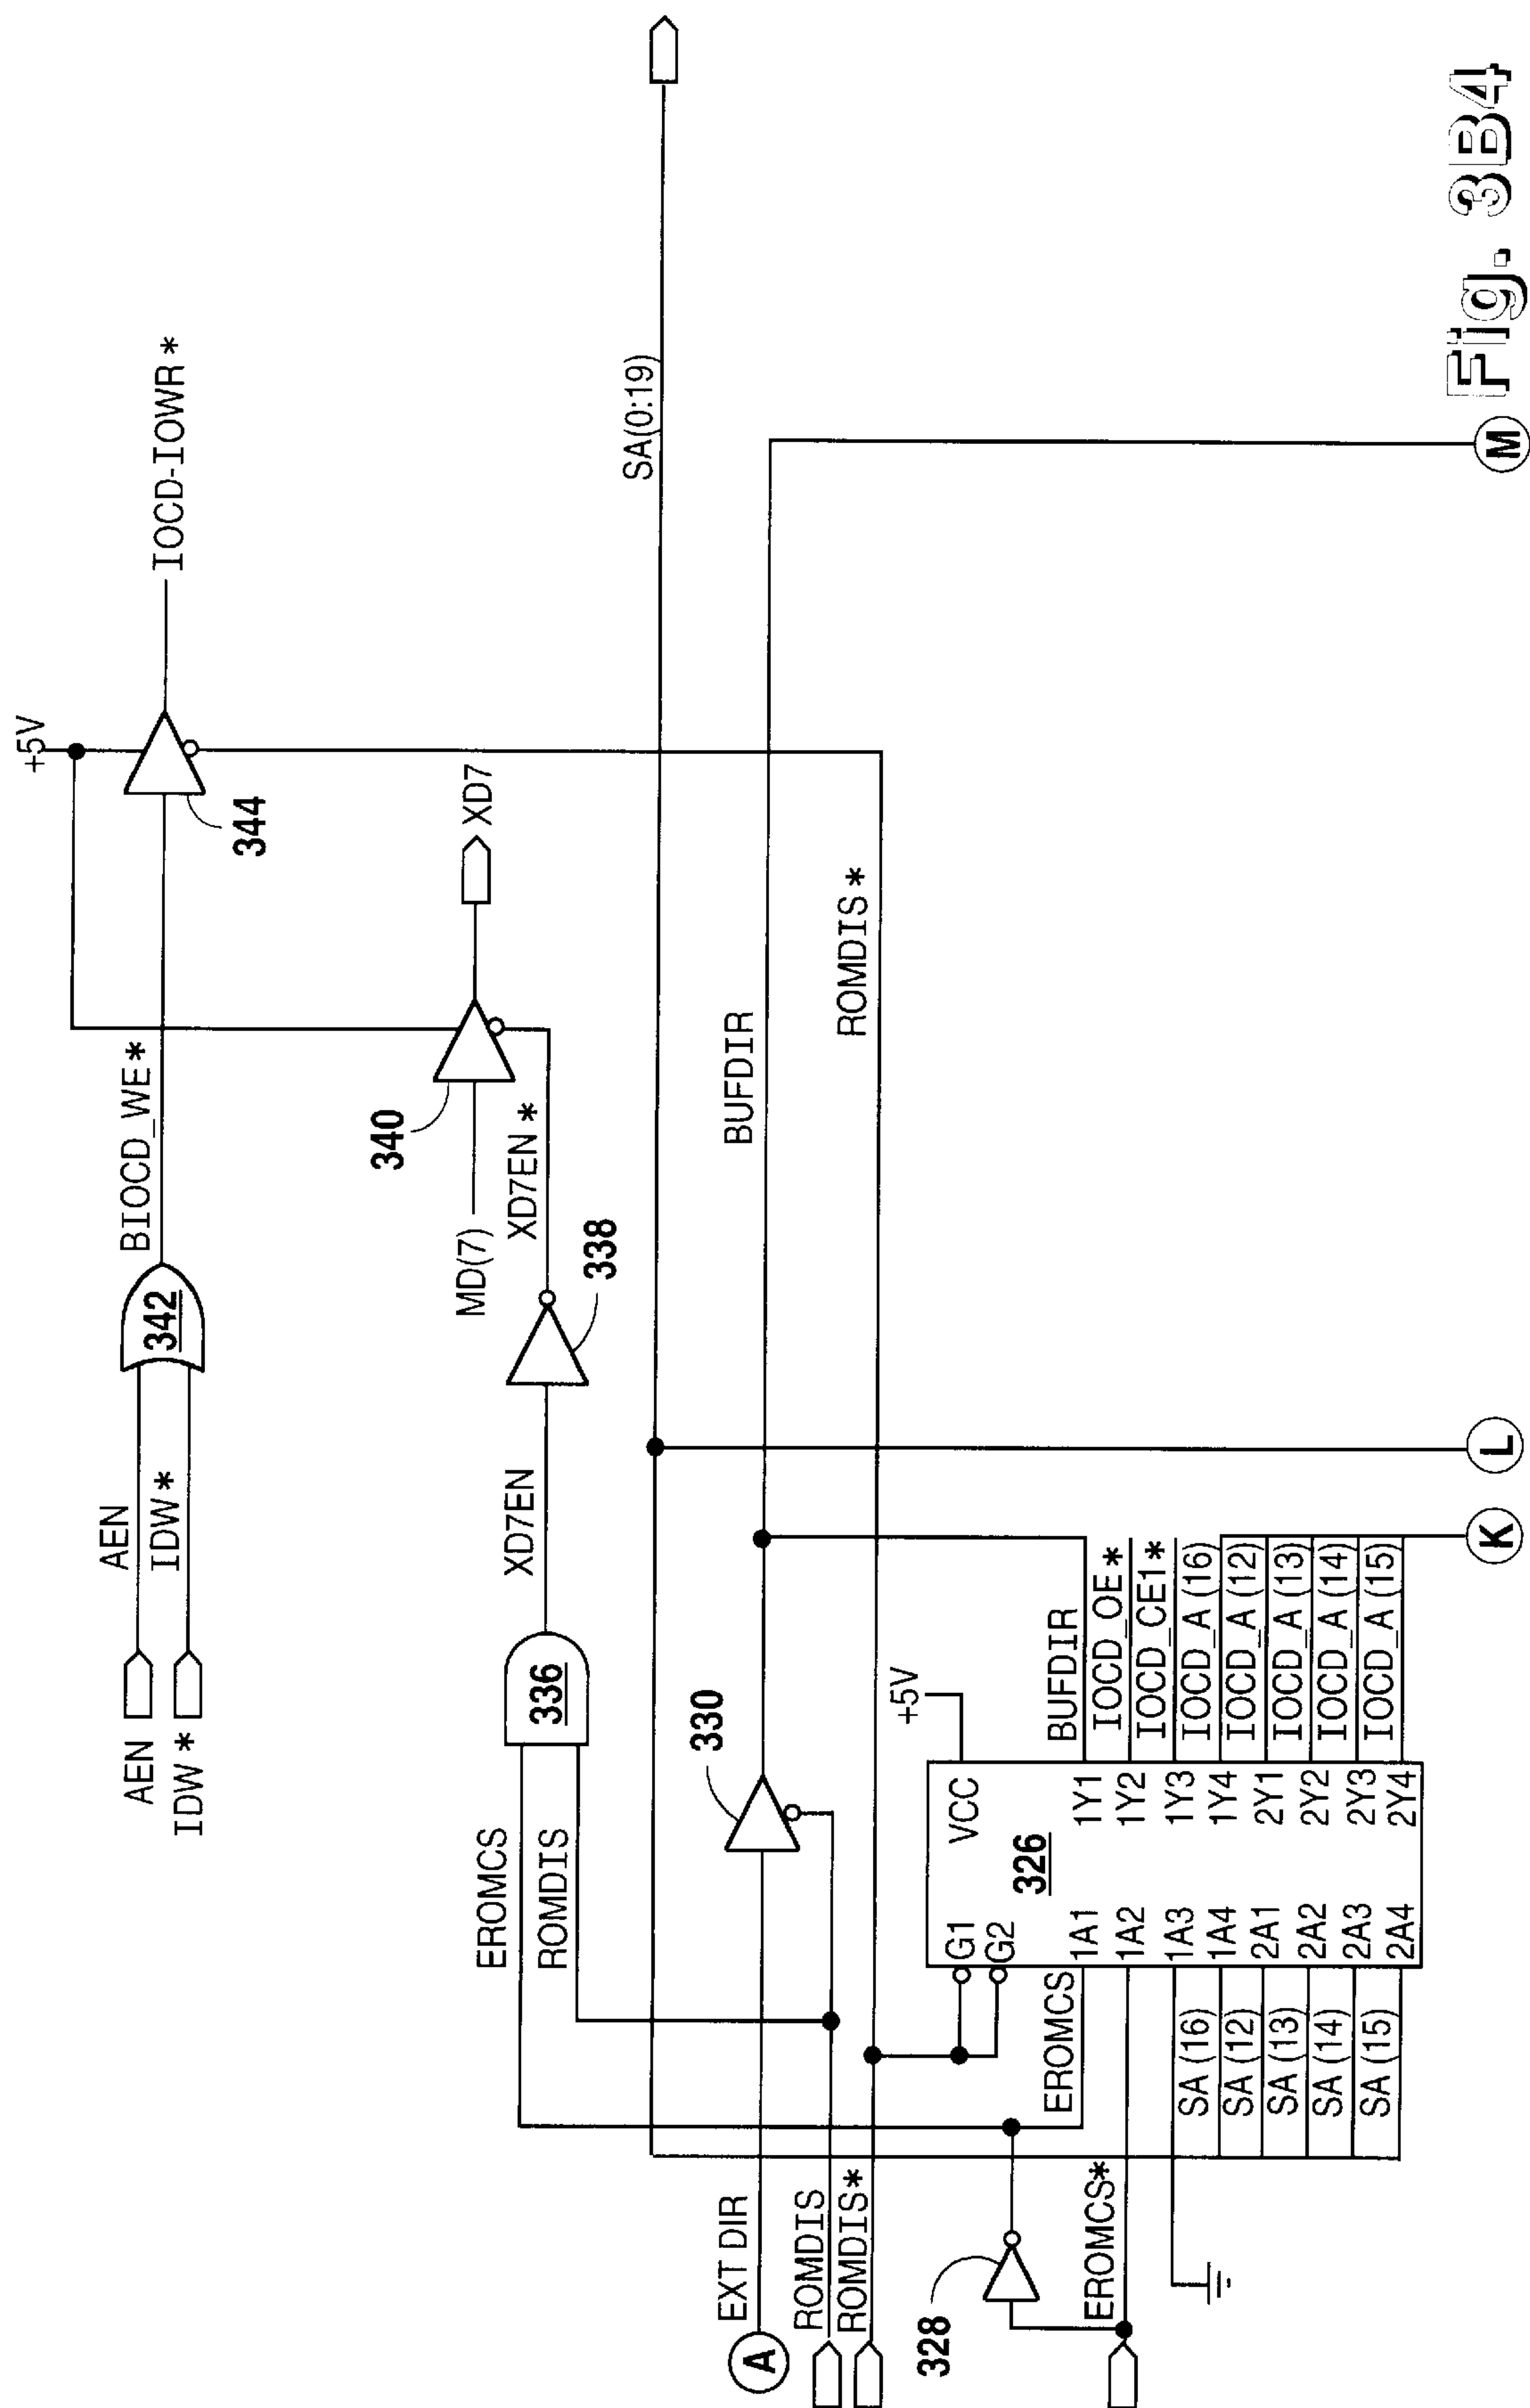 +5V
AEN
IDW *
AEN
IDW *
342
BIOCD_WE *
344
IOCD-IOWR *
EROMCS
ROMDIS
336
XD7EN
338
XD7EN *
MD(7)
340
XD7
SA(0:19)
A
EXT DIR
330
BUFDIR
ROMDIS
ROMDIS*
ROMDIS *
328
EROMCS*
EROMCS
+5V
326
G1 VCC
G2
1A1 1Y1 BUFDIR
1A2 1Y2 IOCD_OE *
1A3 1Y3 IOCD_CE1*
SA (16) 1A4 1Y4 IOCD_A (16)
SA (12) 2A1 2Y1 IOCD_A (12)
SA (13) 2A2 2Y2 IOCD_A (13)
SA (14) 2A3 2Y3 IOCD_A (14)
SA (15) 2A4 2Y4 IOCD_A (15)
K
L
M
Fig. 3B4